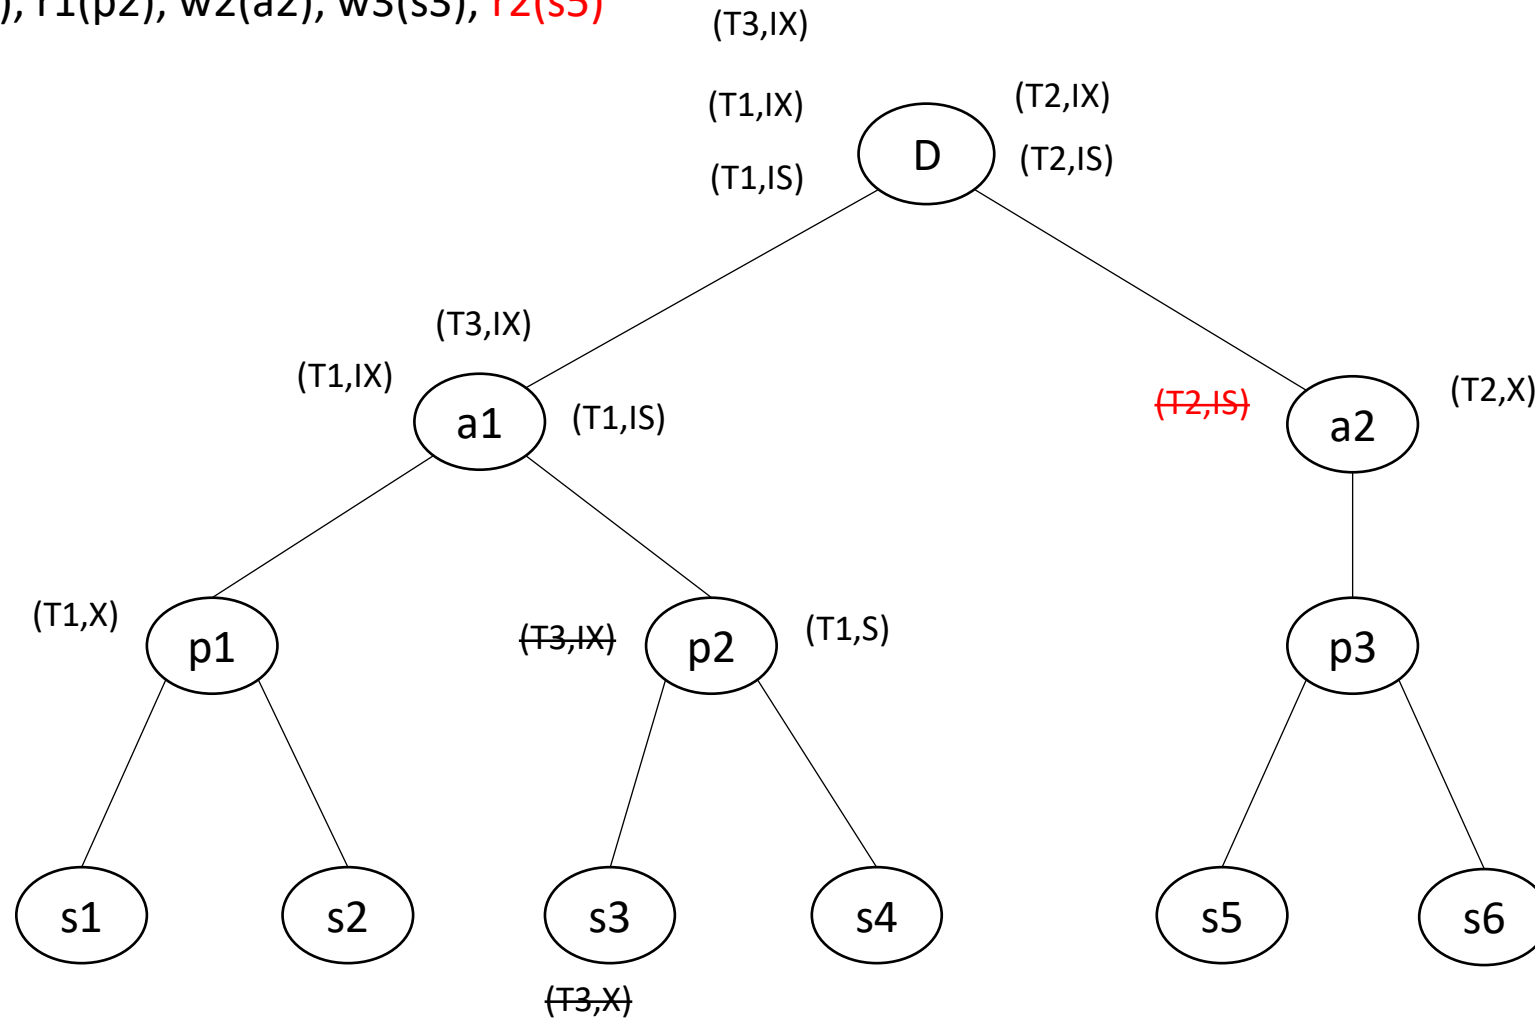 ), r1(p2), w2(a2), w3(s3), r2(s5)
(T3,IX)
(T1,IX)
(T2,IX)
D
(T2,IS)
(T1,IS)
(T3,IX)
(T1,IX)
a1
(T1,IS)
(T2,IS)
a2
(T2,X)
(T1,X)
p1
(T3,IX)
p2
(T1,S)
p3
s1
s2
s3
s4
s5
s6
(T3,X)